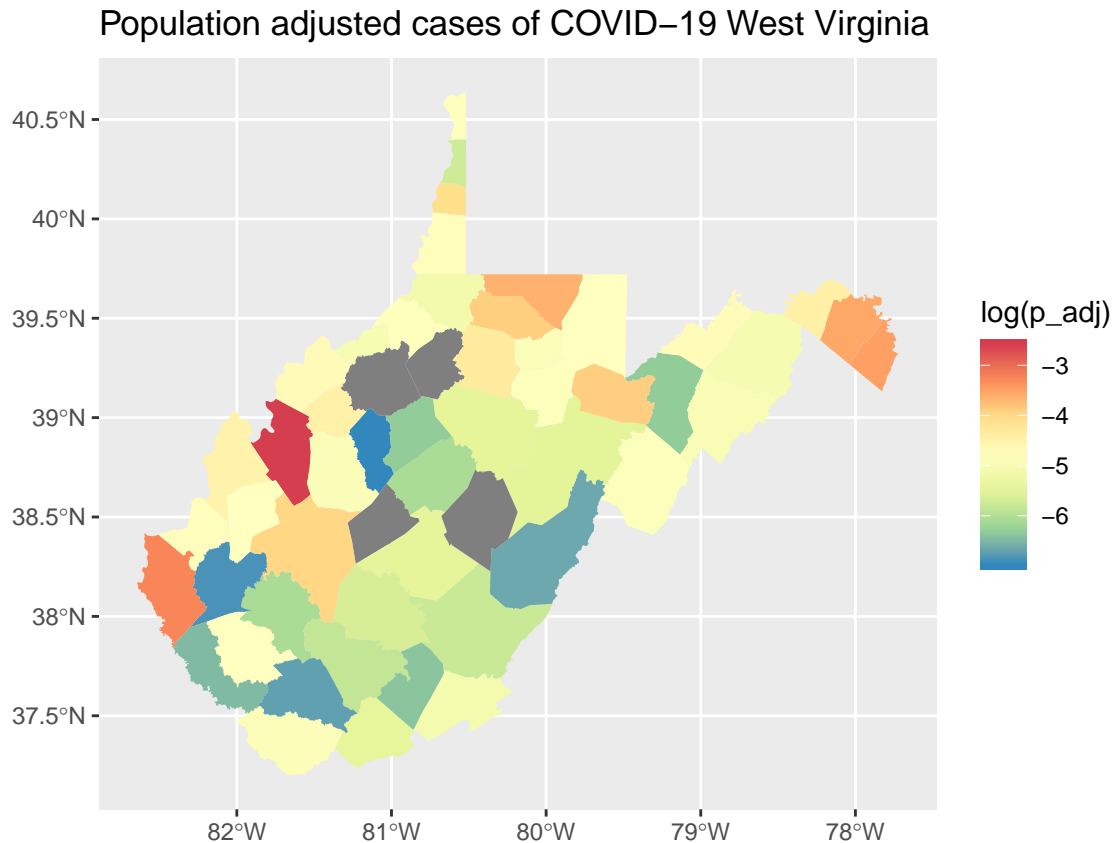 Population adjusted cases of COVID−19 West Virginia
40.5°N
40°N
39.5°N
39°N
38.5°N
38°N
37.5°N
82°W
81°W
80°W
79°W
78°W
log(p_adj)
−3
−4
−5
−6